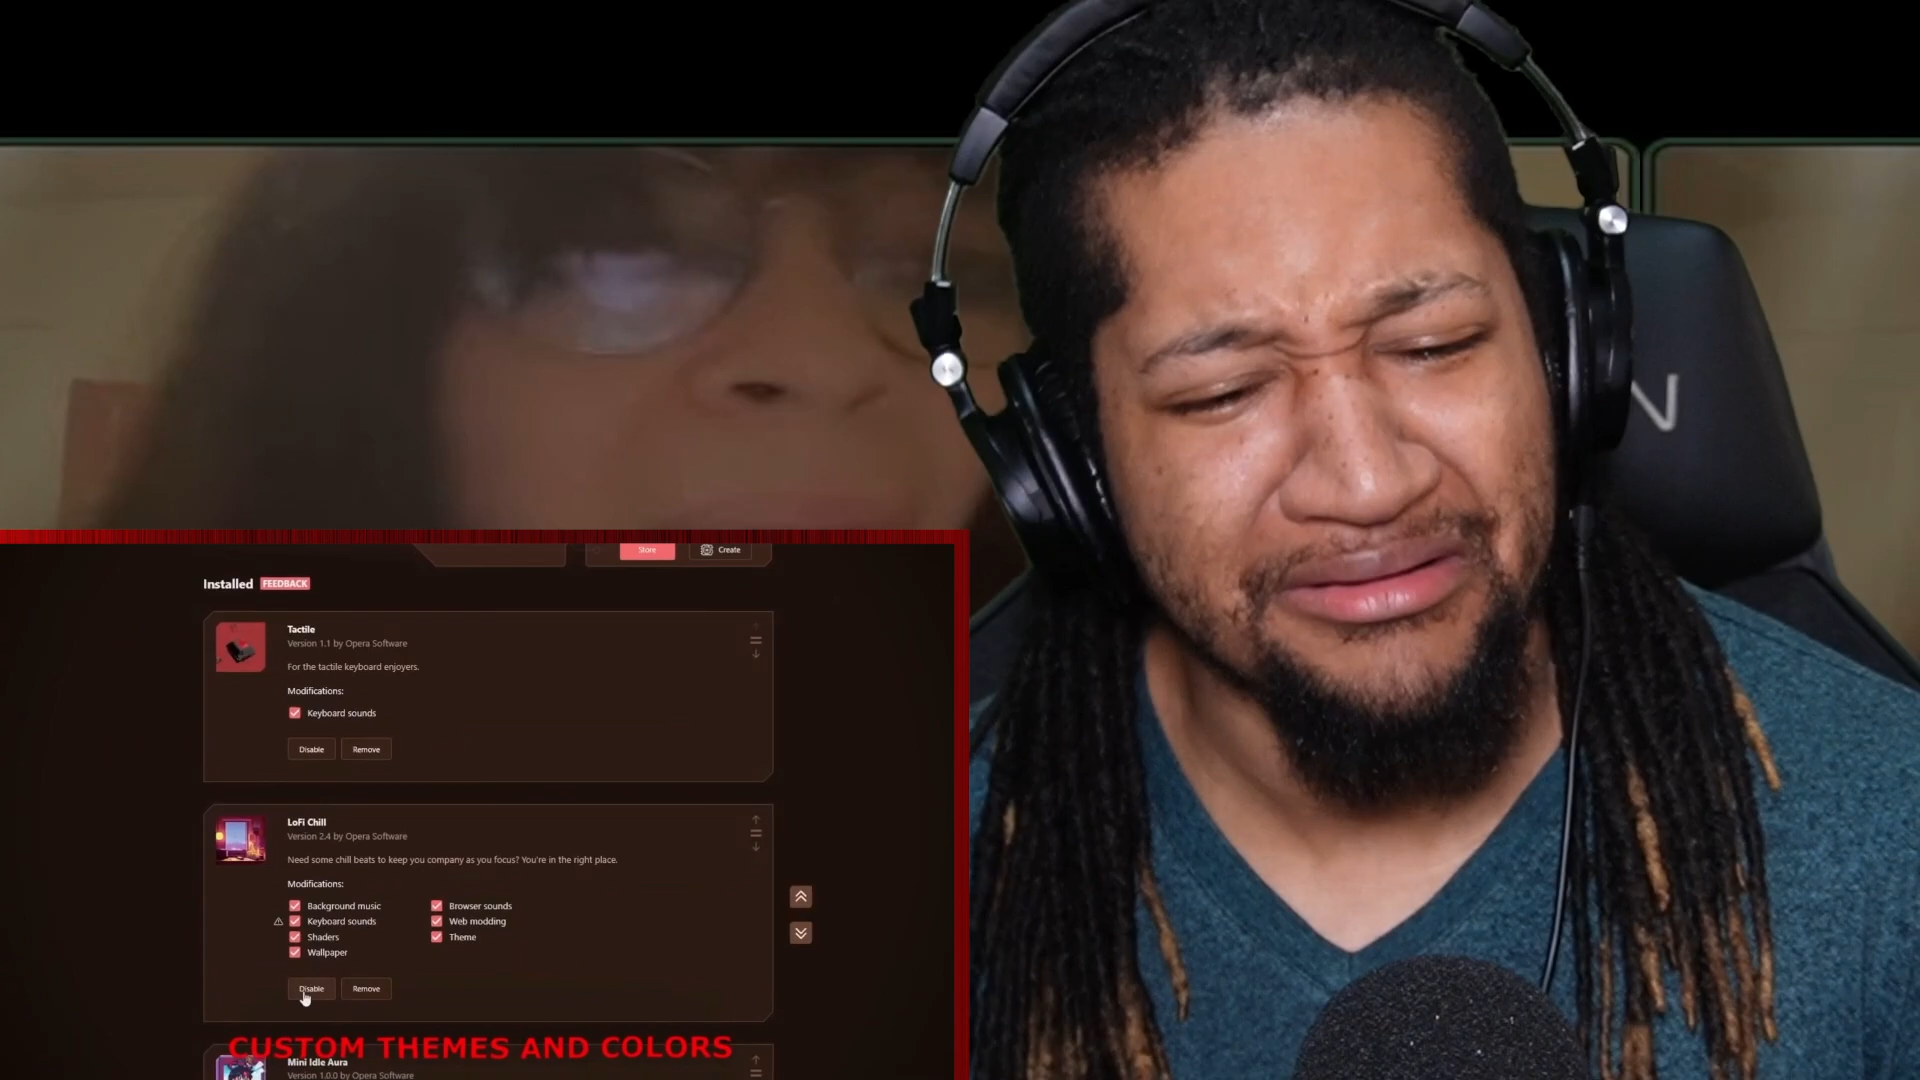 Store
Create
Installed FEEDBACK
Tactile
Version 1.1 by Opera Software
For the tactile keyboard enjoyers.
Modifications:
Keyboard sounds
Disable Remove
LoFi Chill
Version 2.4 by Opera Software
Need some chill beats to keep you company as you focus? You're in the right place.
Modifications:
Background music Browser sounds
Keyboard sounds Web modding
Shaders Theme
Wallpaper
Disable Remove
CUSTOM THEMES AND COLORS
Mini Idle Aura
Version 1.0.0 by Opera Software
N